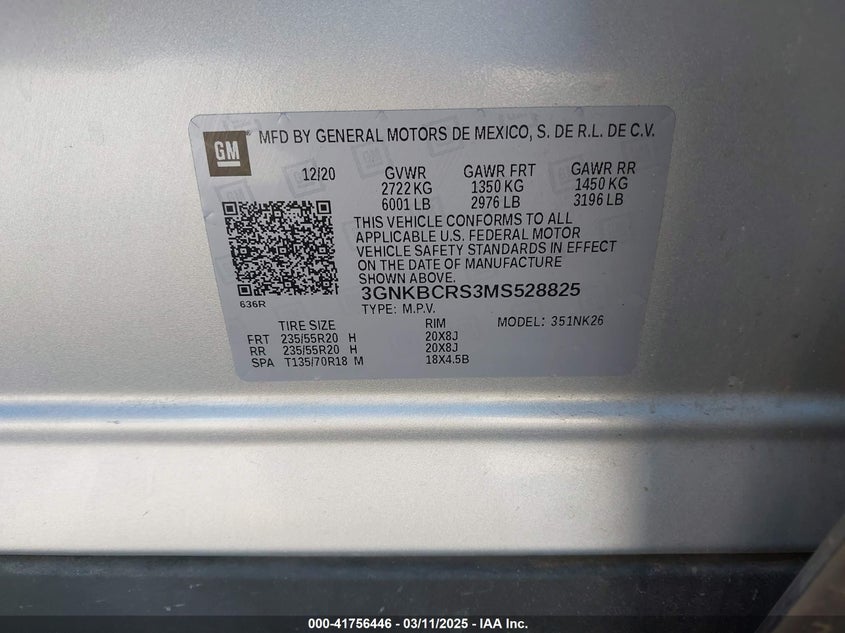 GM ® MFD BY GENERAL MOTORS DE MEXICO, S. DE R.L. DE C.V.
12/20 GVWR GAWR FRT GAWR RR
2722 KG 1350 KG 1450 KG
6001 LB 2976 LB 3196 LB
THIS VEHICLE CONFORMS TO ALL
APPLICABLE U.S. FEDERAL MOTOR
VEHICLE SAFETY STANDARDS IN EFFECT
ON THE DATE OF MANUFACTURE
SHOWN ABOVE.
3GNKBCRS3MS528825
636R
TYPE: M.P.V.
TIRE SIZE RIM MODEL: 351NK26
FRT 235/55R20 H 20X8J
RR 235/55R20 H 20X8J
SPA T135/70R18 M 18X4.5B
000-41756446 - 03/11/2025 - IAA Inc.